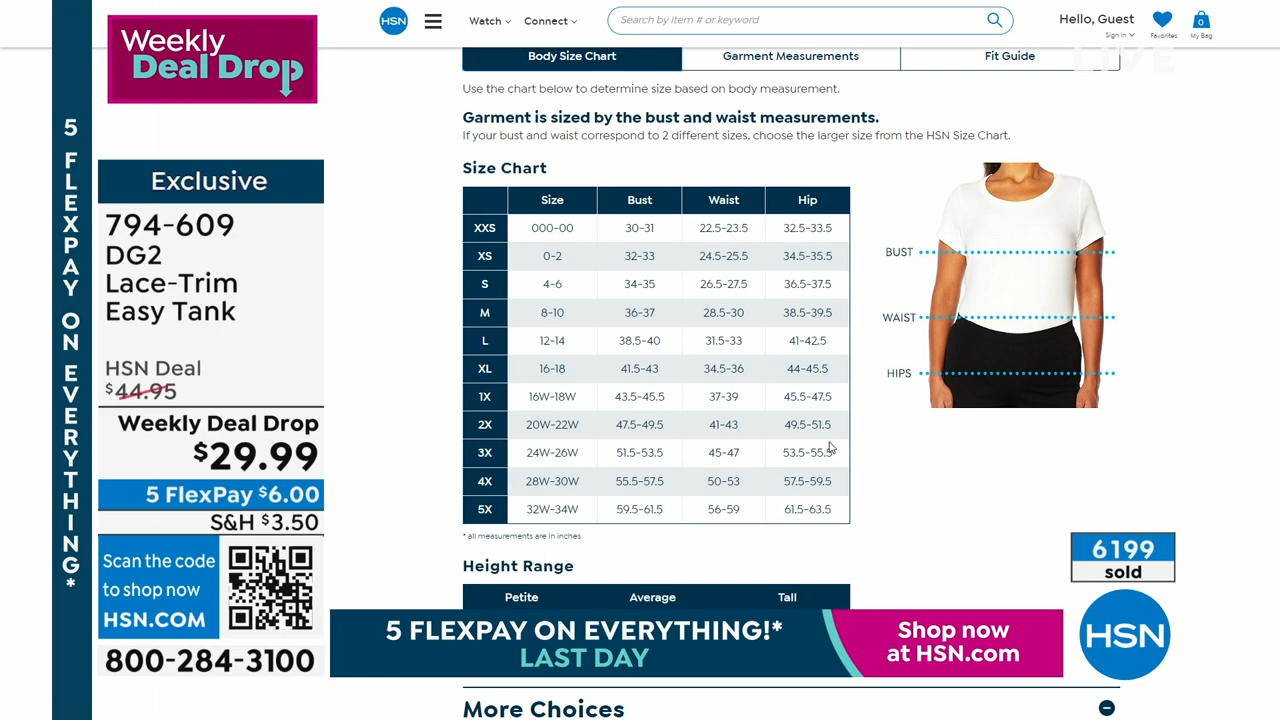 HSN
Watch
Connect
Search by item # or keyword
Hello, Guest
Sign In
Favorites
0
My Bag
LIVE
Weekly
Deal Drop
5 FLEXPAY ON EVERYTHING*
Exclusive
794-609
DG2
Lace-Trim
Easy Tank
HSN Deal
$44.95
Weekly Deal Drop
$29.99
5 FlexPay $6.00
S&H $3.50
Scan the code
to shop now
HSN.COM
800-284-3100
Body Size Chart Garment Measurements Fit Guide
Use the chart below to determine size based on body measurement.
Garment is sized by the bust and waist measurements.
If your bust and waist correspond to 2 different sizes, choose the larger size from the HSN Size Chart.
Size Chart
Size Bust Waist Hip
XXS 000-00 30-31 22.5-23.5 32.5-33.5
XS 0-2 32-33 24.5-25.5 34.5-35.5
S 4-6 34-35 26.5-27.5 36.5-37.5
M 8-10 36-37 28.5-30 38.5-39.5
L 12-14 38.5-40 31.5-33 41-42.5
XL 16-18 41.5-43 34.5-36 44-45.5
1X 16W-18W 43.5-45.5 37-39 45.5-47.5
2X 20W-22W 47.5-49.5 41-43 49.5-51.5
3X 24W-26W 51.5-53.5 45-47 53.5-55.5
4X 28W-30W 55.5-57.5 50-53 57.5-59.5
5X 32W-34W 59.5-61.5 56-59 61.5-63.5
* all measurements are in inches
BUST
WAIST
HIPS
Height Range
Petite Average Tall
6199
sold
5 FLEXPAY ON EVERYTHING!*
LAST DAY
Shop now
at HSN.com
HSN
More Choices